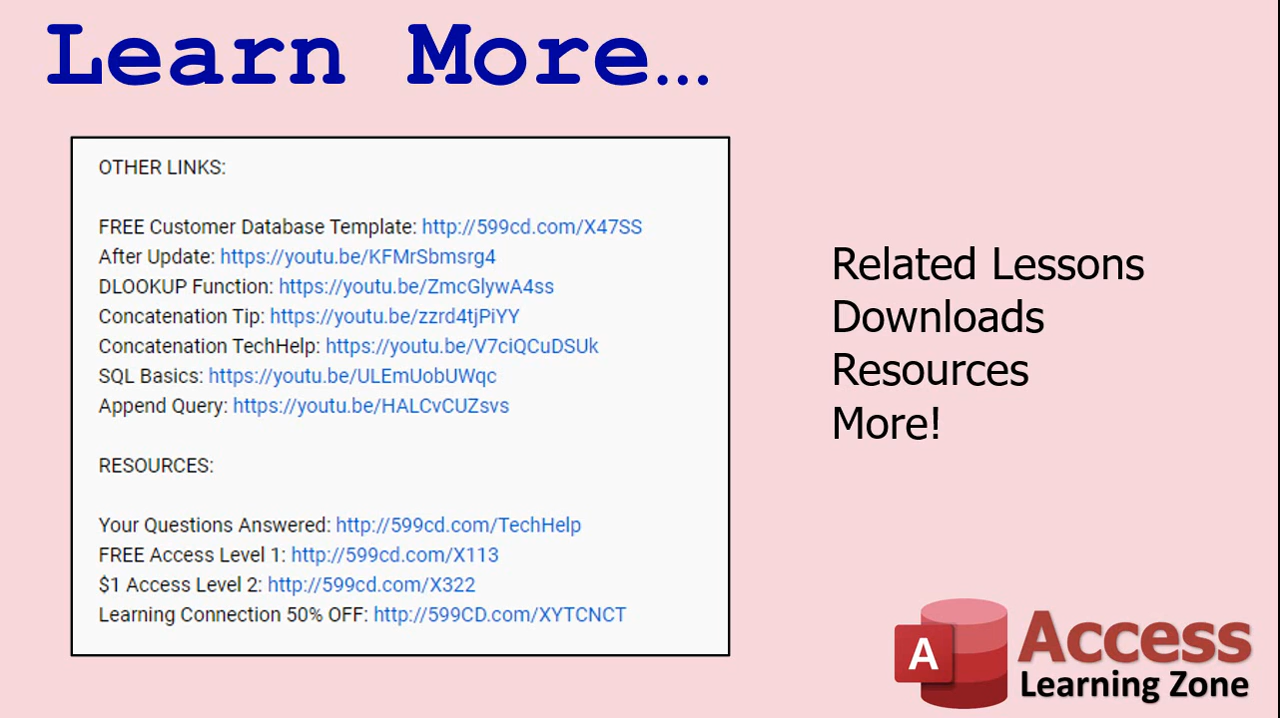 Learn More...
OTHER LINKS:
FREE Customer Database Template: http://599cd.com/X47SS
After Update: https://youtu.be/KFMrSbmsrg4
DLOOKUP Function: https://youtu.be/ZmcGlywA4ss
Concatenation Tip: https://youtu.be/zzrd4tjPiYY
Concatenation TechHelp: https://youtu.be/V7ciQCuDSUk
SQL Basics: https://youtu.be/ULEmUobUWqc
Append Query: https://youtu.be/HALCvCUZsvs
RESOURCES:
Your Questions Answered: http://599cd.com/TechHelp
FREE Access Level 1: http://599cd.com/X113
$1 Access Level 2: http://599cd.com/X322
Learning Connection 50% OFF: http://599CD.com/XYTCNCT
Related Lessons
Downloads
Resources
More!
A
Access
Learning Zone